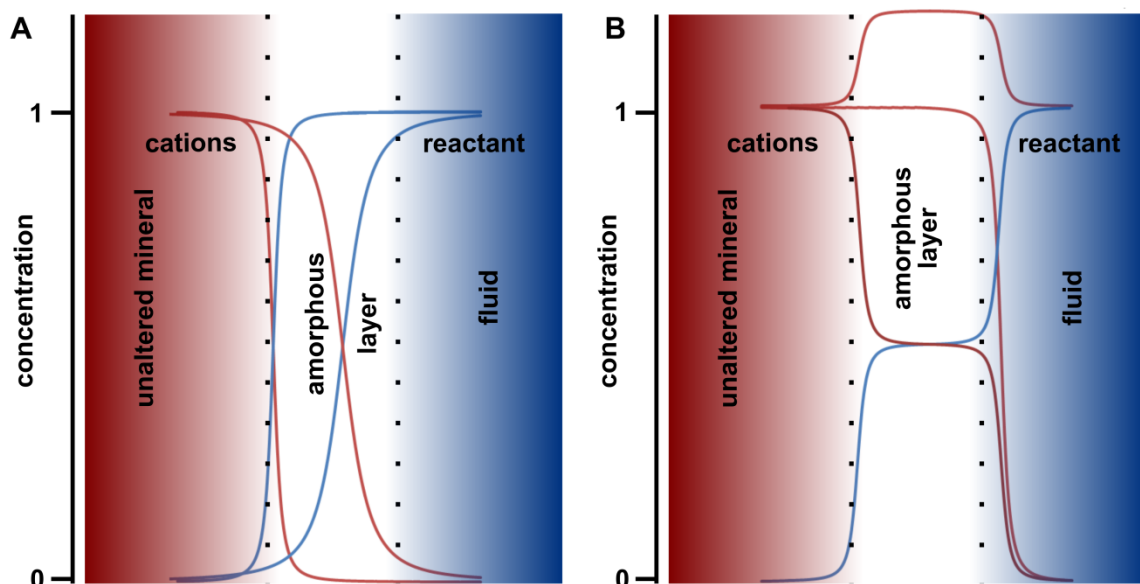 A
1
0
concentration
unaltered mineral
cations
amorphous
layer
reactant
fluid
B
1
0
concentration
unaltered mineral
cations
amorphous
layer
reactant
fluid